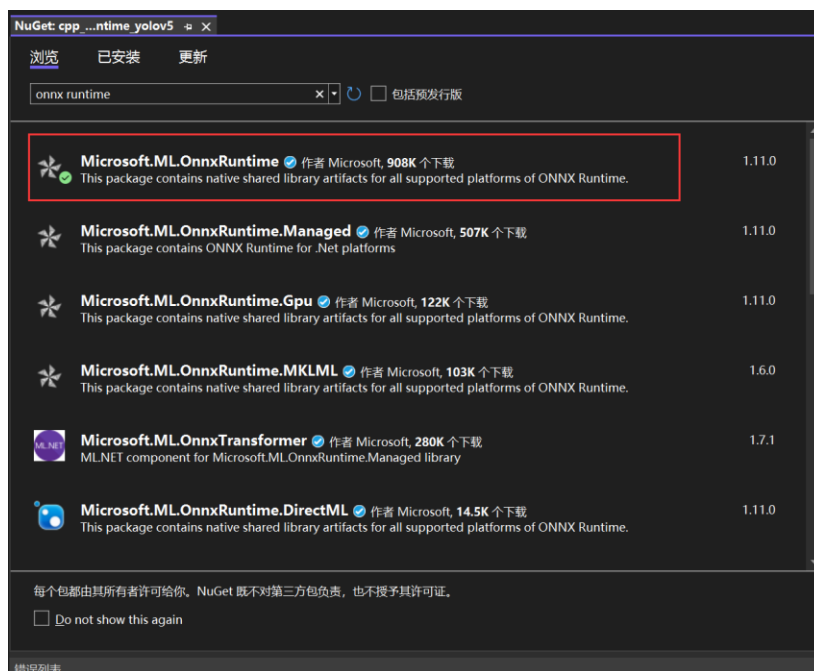 NuGet: cpp_...ntime_yolov5
浏览 已安装 更新
onnx runtime 包括预发行版
Microsoft.ML.OnnxRuntime 作者 Microsoft, 908K 个下载 1.11.0
This package contains native shared library artifacts for all supported platforms of ONNX Runtime.
Microsoft.ML.OnnxRuntime.Managed 作者 Microsoft, 507K 个下载 1.11.0
This package contains ONNX Runtime for .Net platforms
Microsoft.ML.OnnxRuntime.Gpu 作者 Microsoft, 122K 个下载 1.11.0
This package contains native shared library artifacts for all supported platforms of ONNX Runtime.
Microsoft.ML.OnnxRuntime.MKLML 作者 Microsoft, 103K 个下载 1.6.0
This package contains native shared library artifacts for all supported platforms of ONNX Runtime.
ML.NET
Microsoft.ML.OnnxTransformer 作者 Microsoft, 280K 个下载 1.7.1
ML.NET component for Microsoft.ML.OnnxRuntime.Managed library
Microsoft.ML.OnnxRuntime.DirectML 作者 Microsoft, 14.5K 个下载 1.11.0
This package contains native shared library artifacts for all supported platforms of ONNX Runtime.
每个包都由其所有者许可给你。NuGet 既不对第三方包负责，也不授予其许可证。
Do not show this again
错误列表